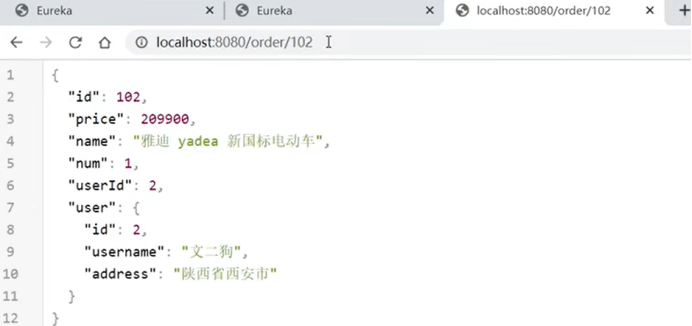 Eureka
Eureka
localhost:8080/order/102
localhost:8080/order/102
1 {
2 "id": 102,
3 "price": 209900,
4 "name": "雅迪 yadea 新国标电动车",
5 "num": 1,
6 "userId": 2,
7 "user": {
8 "id": 2,
9 "username": "文二狗",
10 "address": "陕西省西安市"
11 }
12 }